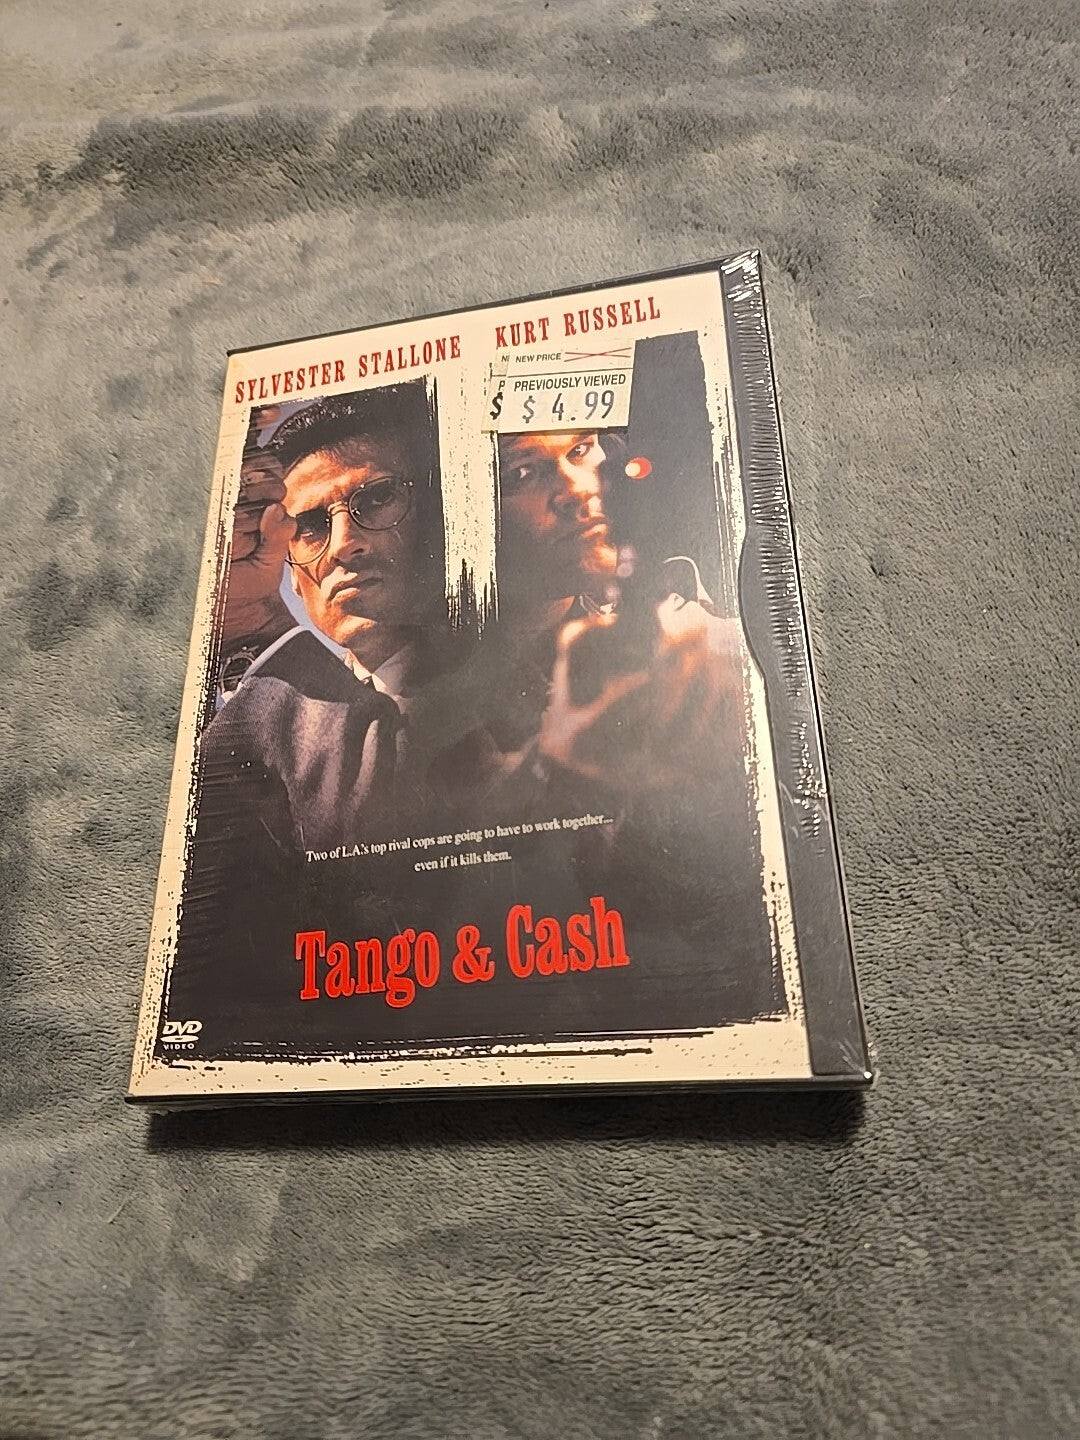 SYLVESTER STALLONE
KURT RUSSELL
NEW PRICE
PREVIOUSLY VIEWED
$ $ 4.99
Two of L.A.'s top rival cops are going to have to work together...
even if it kills them.
Tango & Cash
DVD
VIDEO